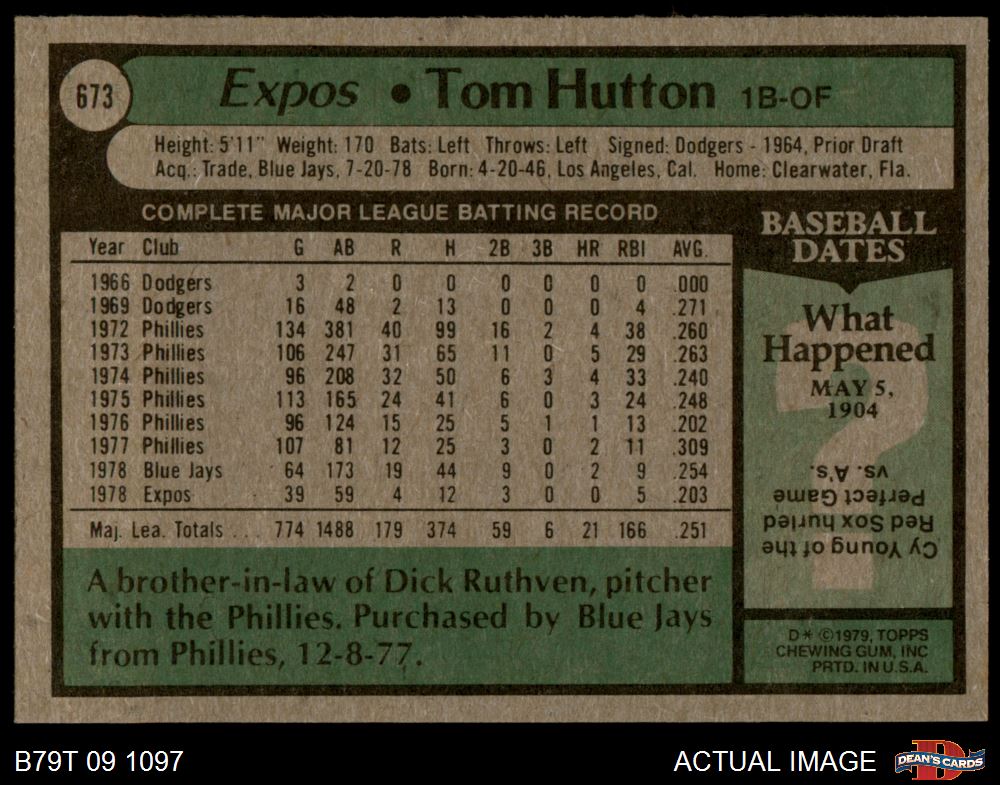 673
Expos • Tom Hutton 1B-OF
Height: 5'11" Weight: 170 Bats: Left Throws: Left Signed: Dodgers - 1964, Prior Draft
Acq.: Trade, Blue Jays, 7-20-78 Born: 4-20-46, Los Angeles, Cal. Home: Clearwater, Fla.
COMPLETE MAJOR LEAGUE BATTING RECORD
Year Club G AB R H 2B 3B HR RBI AVG.
1966 Dodgers 3 2 0 0 0 0 0 0 .000
1969 Dodgers 16 48 2 13 0 0 0 4 .271
1972 Phillies 134 381 40 99 16 2 4 38 .260
1973 Phillies 106 247 31 65 11 0 5 29 .263
1974 Phillies 96 208 32 50 6 3 4 33 .240
1975 Phillies 113 165 24 41 6 0 3 24 .248
1976 Phillies 96 124 15 25 5 1 1 13 .202
1977 Phillies 107 81 12 25 3 0 2 11 .309
1978 Blue Jays 64 173 19 44 9 0 2 9 .254
1978 Expos 39 59 4 12 3 0 0 5 .203
Maj. Lea. Totals . . . 774 1488 179 374 59 6 21 166 .251
A brother-in-law of Dick Ruthven, pitcher
with the Phillies. Purchased by Blue Jays
from Phillies, 12-8-77.
BASEBALL
DATES
What
Happened
MAY 5,
1904
Cy Young of the
Red Sox hurled
Perfect Game
vs. A's.
D* ©1979, TOPPS
CHEWING GUM, INC
PRTD. IN U.S.A.
B79T 09 1097
ACTUAL IMAGE
D
DEAN'S CARDS